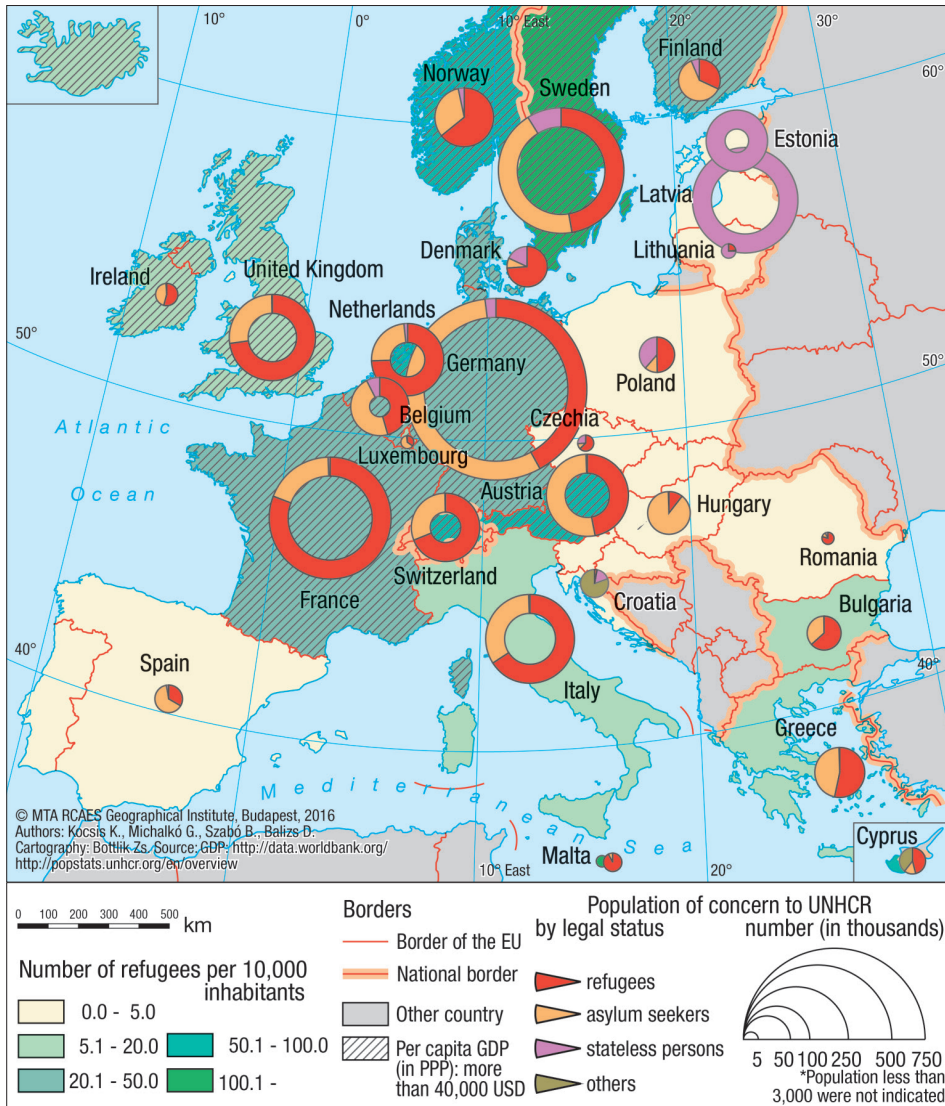 10°
0°
10° East
20°
30°
Finland
60°
Norway
Sweden
Estonia
Latvia
Denmark
Lithuania
Ireland
United Kingdom
Netherlands
50°
Germany
50°
Poland
Belgium
Czechia
Atlantic
Luxembourg
Ocean
Austria
Hungary
Romania
Switzerland
France
Croatia
Bulgaria
40°
Spain
40°
Italy
Greece
Mediterranean Sea
© MTA RCAES Geographical Institute, Budapest, 2016
Authors: Kocsis K., Michalkó G., Szabó B., Balizs D.
Cartography: Bottlik Zs. Source: GDP: http://data.worldbank.org/
http://popstats.unhcr.org/en/overview
Malta
Cyprus
10° East
20°
0 100 200 300 400 500
km
Number of refugees per 10,000
inhabitants
0.0 - 5.0
5.1 - 20.0
20.1 - 50.0
50.1 - 100.0
100.1 -
Borders
Border of the EU
National border
Other country
Per capita GDP
(in PPP): more
than 40,000 USD
Population of concern to UNHCR
by legal status
number (in thousands)
refugees
asylum seekers
stateless persons
others
5 50 100 250 500 750
*Population less than
3,000 were not indicated